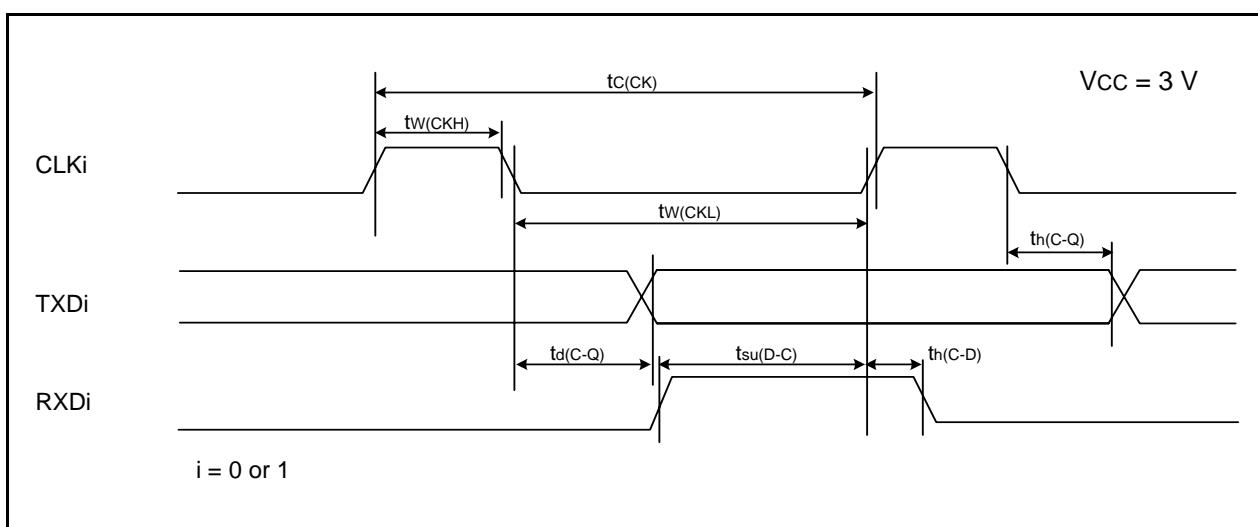 tC(CK)
VCC = 3 V
tW(CKH)
CLKi
tW(CKL)
th(C-Q)
TXDi
td(C-Q)
tsu(D-C)
th(C-D)
RXDi
i = 0 or 1